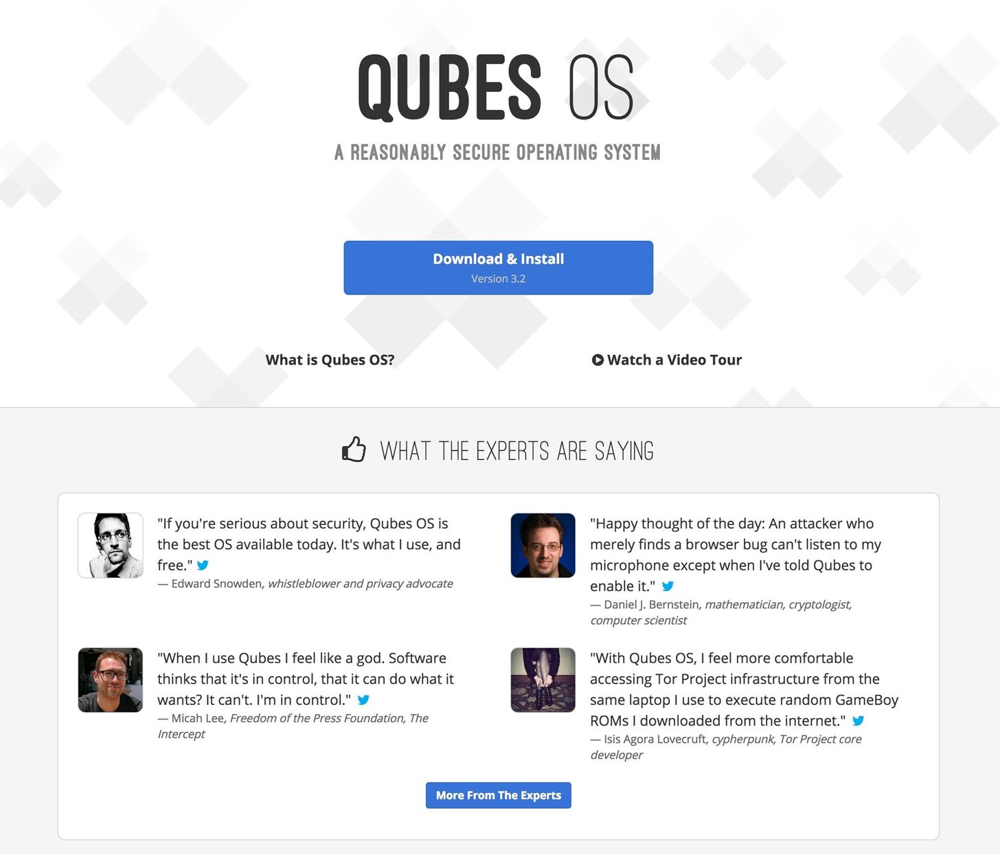 QUBES OS
A REASONABLY SECURE OPERATING SYSTEM
Download & Install
Version 3.2
What is Qubes OS?
Watch a Video Tour
WHAT THE EXPERTS ARE SAYING
"If you're serious about security, Qubes OS is
the best OS available today. It's what I use, and
free."
— Edward Snowden, whistleblower and privacy advocate
"Happy thought of the day: An attacker who
merely finds a browser bug can't listen to my
microphone except when I've told Qubes to
enable it."
— Daniel J. Bernstein, mathematician, cryptologist,
computer scientist
"When I use Qubes I feel like a god. Software
thinks that it's in control, that it can do what it
wants? It can't. I'm in control."
— Micah Lee, Freedom of the Press Foundation, The
Intercept
"With Qubes OS, I feel more comfortable
accessing Tor Project infrastructure from the
same laptop I use to execute random GameBoy
ROMs I downloaded from the internet."
— Isis Agora Lovecruft, cypherpunk, Tor Project core
developer
More From The Experts